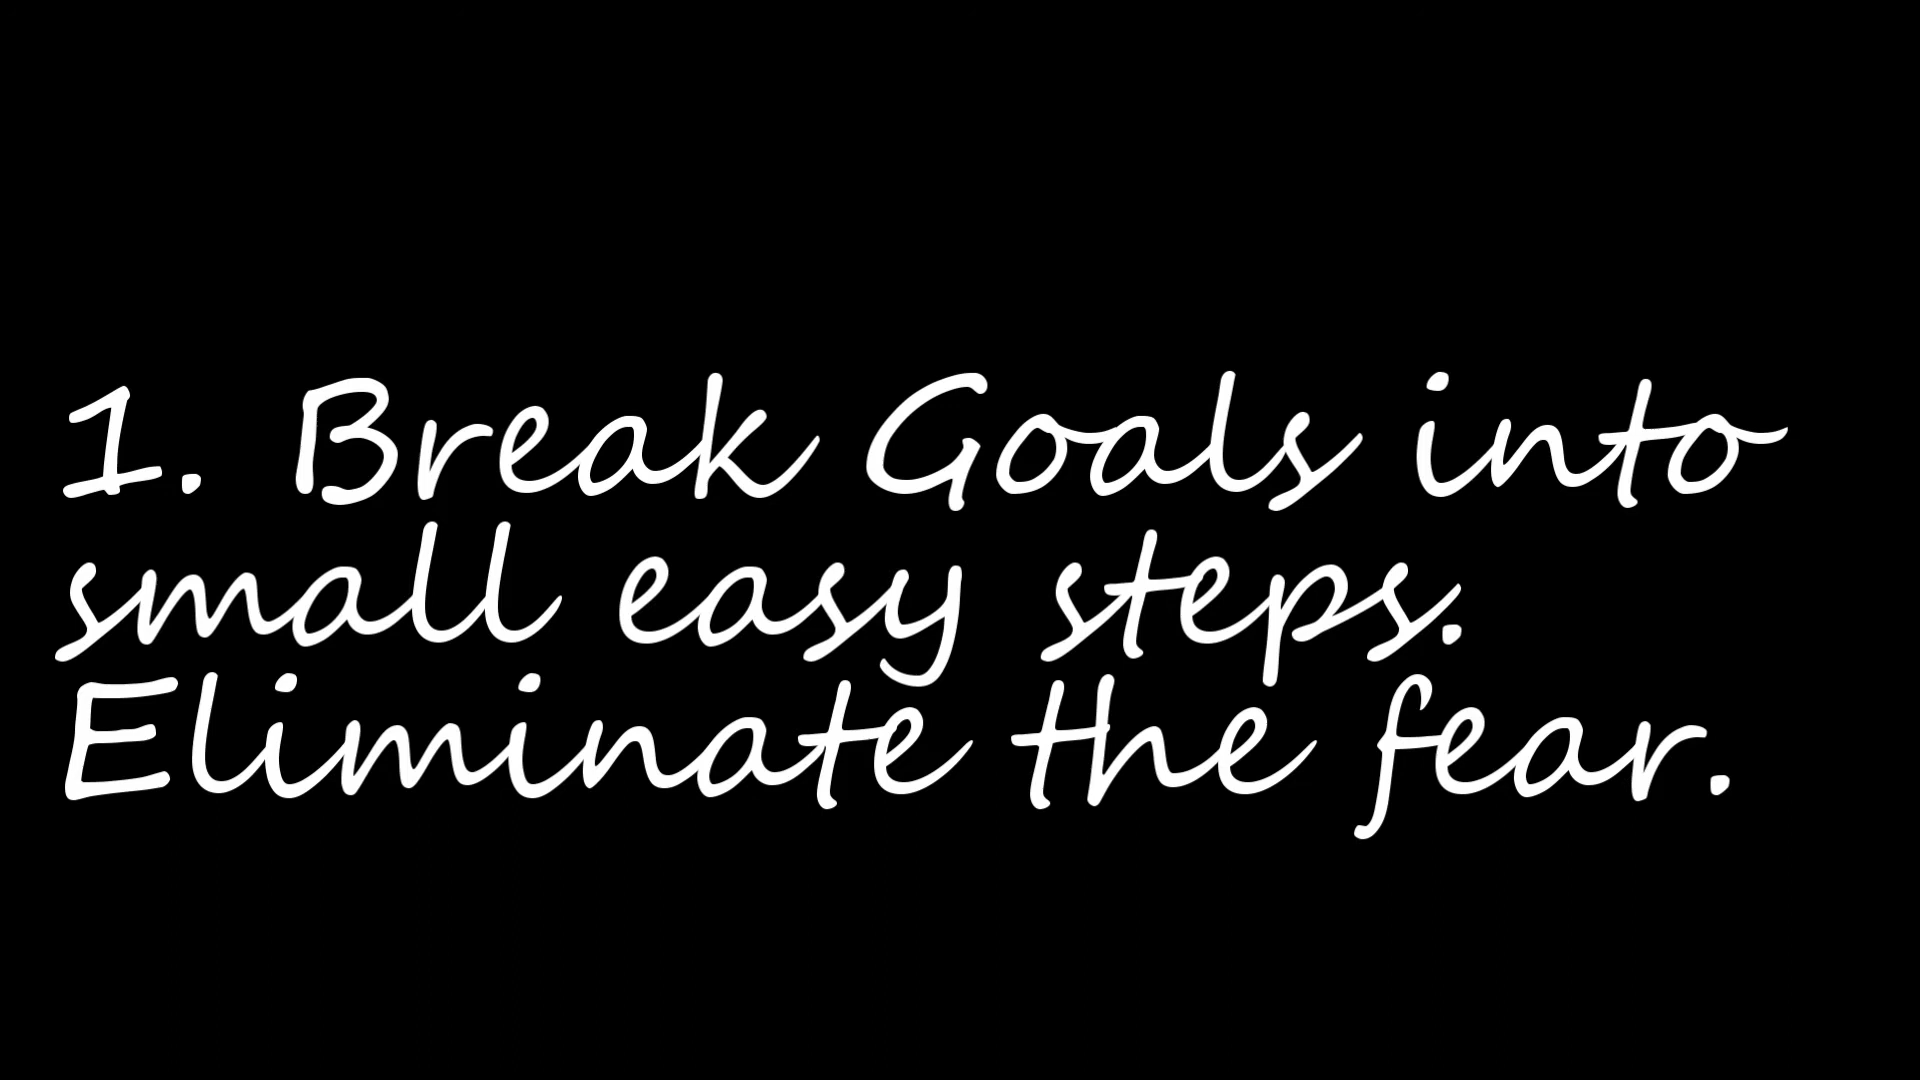 1. Break Goals into
small easy steps.
Eliminate the fear.